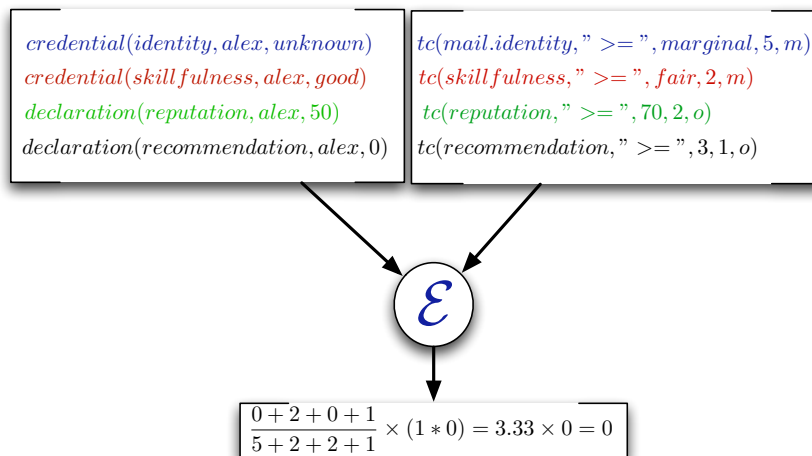 credential(identity, alex, unknown)
credential(skillfulness, alex, good)
declaration(reputation, alex, 50)
declaration(recommendation, alex, 0)
tc(mail.identity, ” >= ”, marginal, 5, m)
tc(skillfulness, ” >= ”, fair, 2, m)
tc(reputation, ” >= ”, 70, 2, o)
tc(recommendation, ” >= ”, 3, 1, o)
ℰ
0 + 2 + 0 + 1
5 + 2 + 2 + 1
× (1 ∗ 0) = 3.33 × 0 = 0